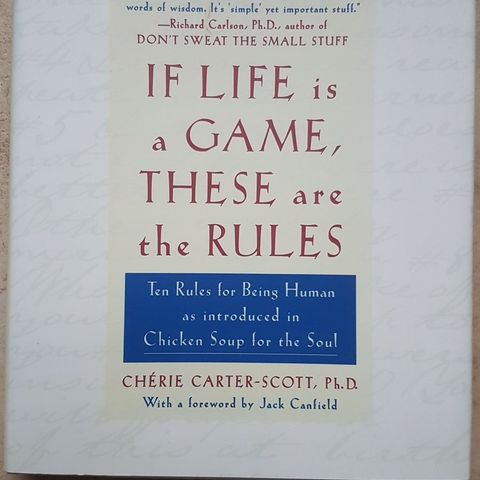 words of wisdom. It's 'simple' yet important stuff."
—Richard Carlson, Ph.D., author of
DON'T SWEAT THE SMALL STUFF
IF LIFE is
a GAME,
THESE are
the RULES
Ten Rules for Being Human
as introduced in
Chicken Soup for the Soul
CHÉRIE CARTER-SCOTT, Ph.D.
With a foreword by Jack Canfield